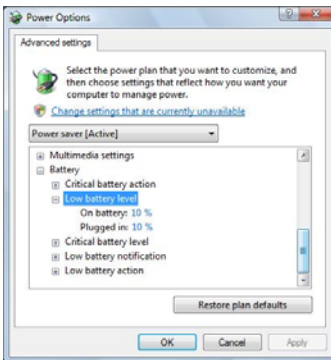 Power Options
Advanced settings
Select the power plan that you want to customize, and
then choose settings that reflect how you want your
computer to manage power.
Change settings that are currently unavailable
Power saver [Active]
Multimedia settings
Battery
Critical battery action
Low battery level
On battery: 10 %
Plugged in: 10 %
Critical battery level
Low battery notification
Low battery action
Restore plan defaults
OK Cancel Apply